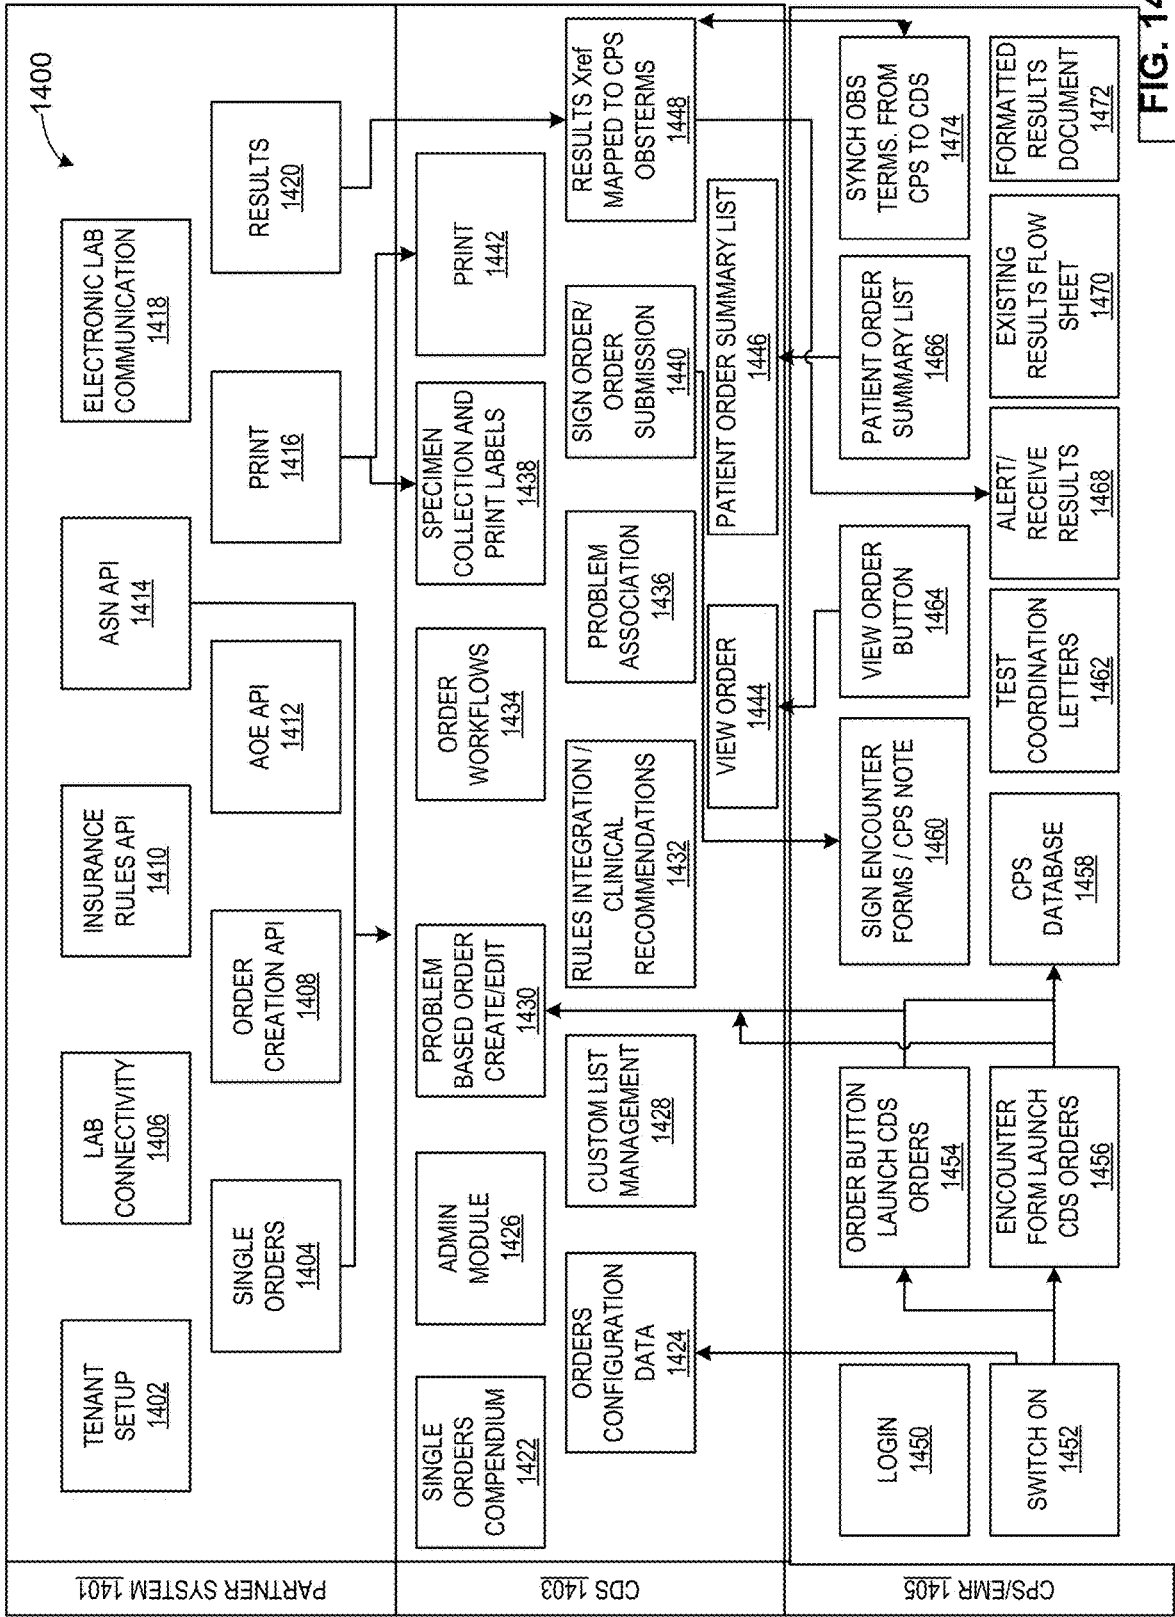 1400
PARTNER SYSTEM 1401
TENANT
SETUP
1402
LAB
CONNECTIVITY
1406
INSURANCE
RULES API
1410
ASN API
1414
ELECTRONIC LAB
COMMUNICATION
1418
SINGLE
ORDERS
1404
ORDER
CREATION API
1408
AOE API
1412
PRINT
1416
RESULTS
1420
CDS 1403
SINGLE
ORDERS
COMPENDIUM
1422
ADMIN
MODULE
1426
PROBLEM
BASED ORDER
CREATE/EDIT
1430
ORDER
WORKFLOWS
1434
SPECIMEN
COLLECTION AND
PRINT LABELS
1438
PRINT
1442
ORDERS
CONFIGURATION
DATA
1424
CUSTOM LIST
MANAGEMENT
1428
RULES INTEGRATION /
CLINICAL
RECOMMENDATIONS
1432
PROBLEM
ASSOCIATION
1436
SIGN ORDER/
ORDER
SUBMISSION
1440
RESULTS Xref
MAPPED TO CPS
OBSTERMS
1448
VIEW ORDER
1444
PATIENT ORDER SUMMARY LIST
1446
CPS/EMR 1405
LOGIN
1450
ORDER BUTTON
LAUNCH CDS
ORDERS
1454
SIGN ENCOUNTER
FORMS / CPS NOTE
1460
VIEW ORDER
BUTTON
1464
PATIENT ORDER
SUMMARY LIST
1466
SYNCH OBS
TERMS. FROM
CPS TO CDS
1474
SWITCH ON
1452
ENCOUNTER
FORM LAUNCH
CDS ORDERS
1456
CPS
DATABASE
1458
TEST
COORDINATION
LETTERS
1462
ALERT/
RECEIVE
RESULTS
1468
EXISTING
RESULTS FLOW
SHEET
1470
FORMATTED
RESULTS
DOCUMENT
1472
FIG. 14